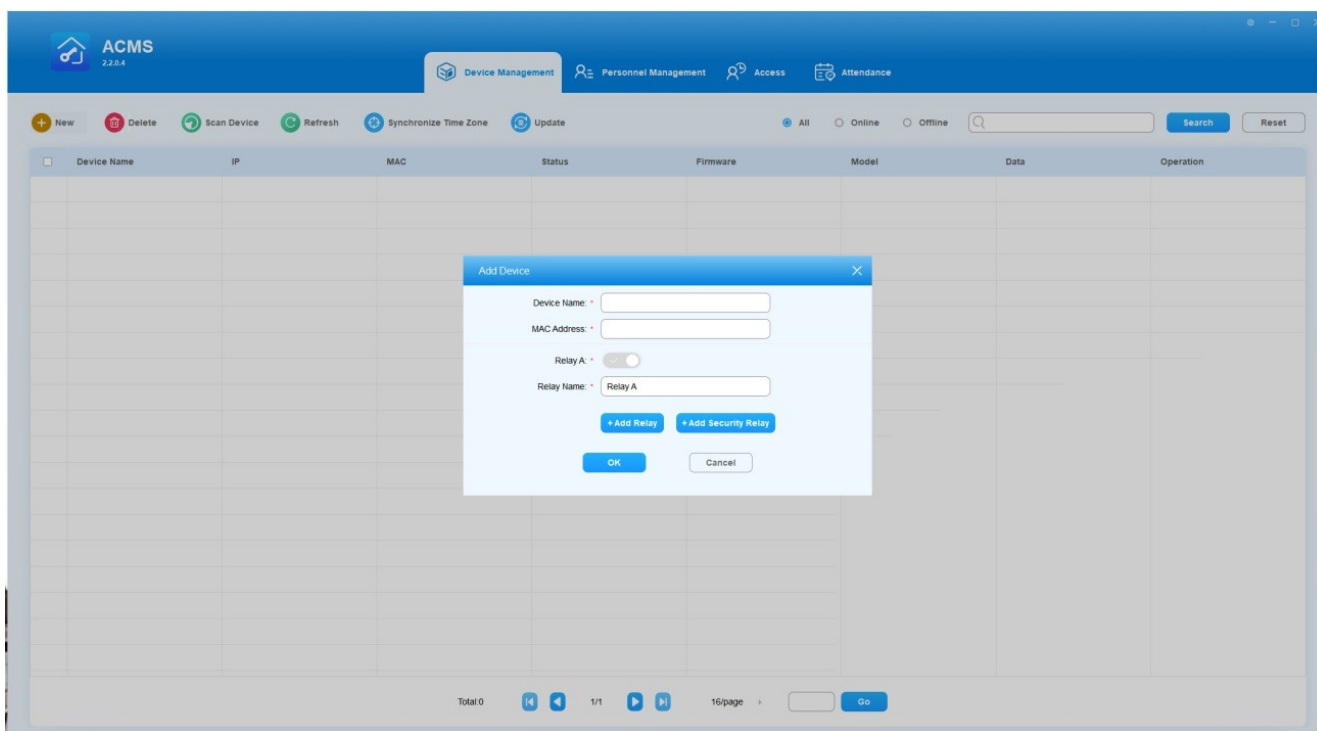 ACMS
2.2.0.4
Device Management
Personnel Management
Access
Attendance
New
Delete
Scan Device
Refresh
Synchronize Time Zone
Update
All
Online
Offline
Search
Reset
Device Name
IP
MAC
Status
Firmware
Model
Data
Operation
Add Device
Device Name: *
MAC Address: *
Relay A: *
Relay Name: * Relay A
+Add Relay
+Add Security Relay
OK
Cancel
Total:0
1/1
16/page
Go